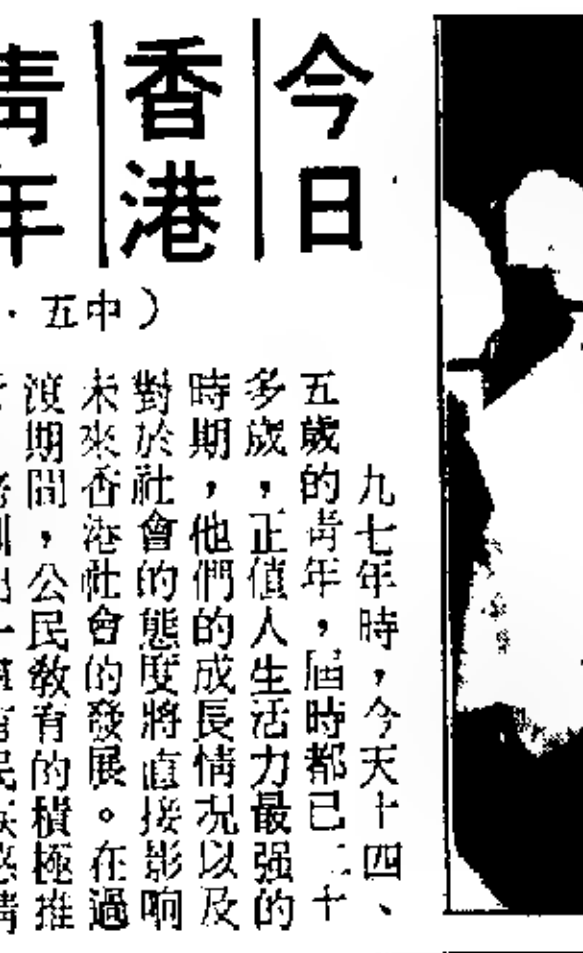 今日
香港
青年
（中五·
九七年時，今天十四、
五歲的青年，屆時都已二十
多歲，正值人生活力最强的
時期，他們的成長情况以及
對於社會的態度將直接影响
未來香港社會的發展。在過
渡期間，公民教育的積極推